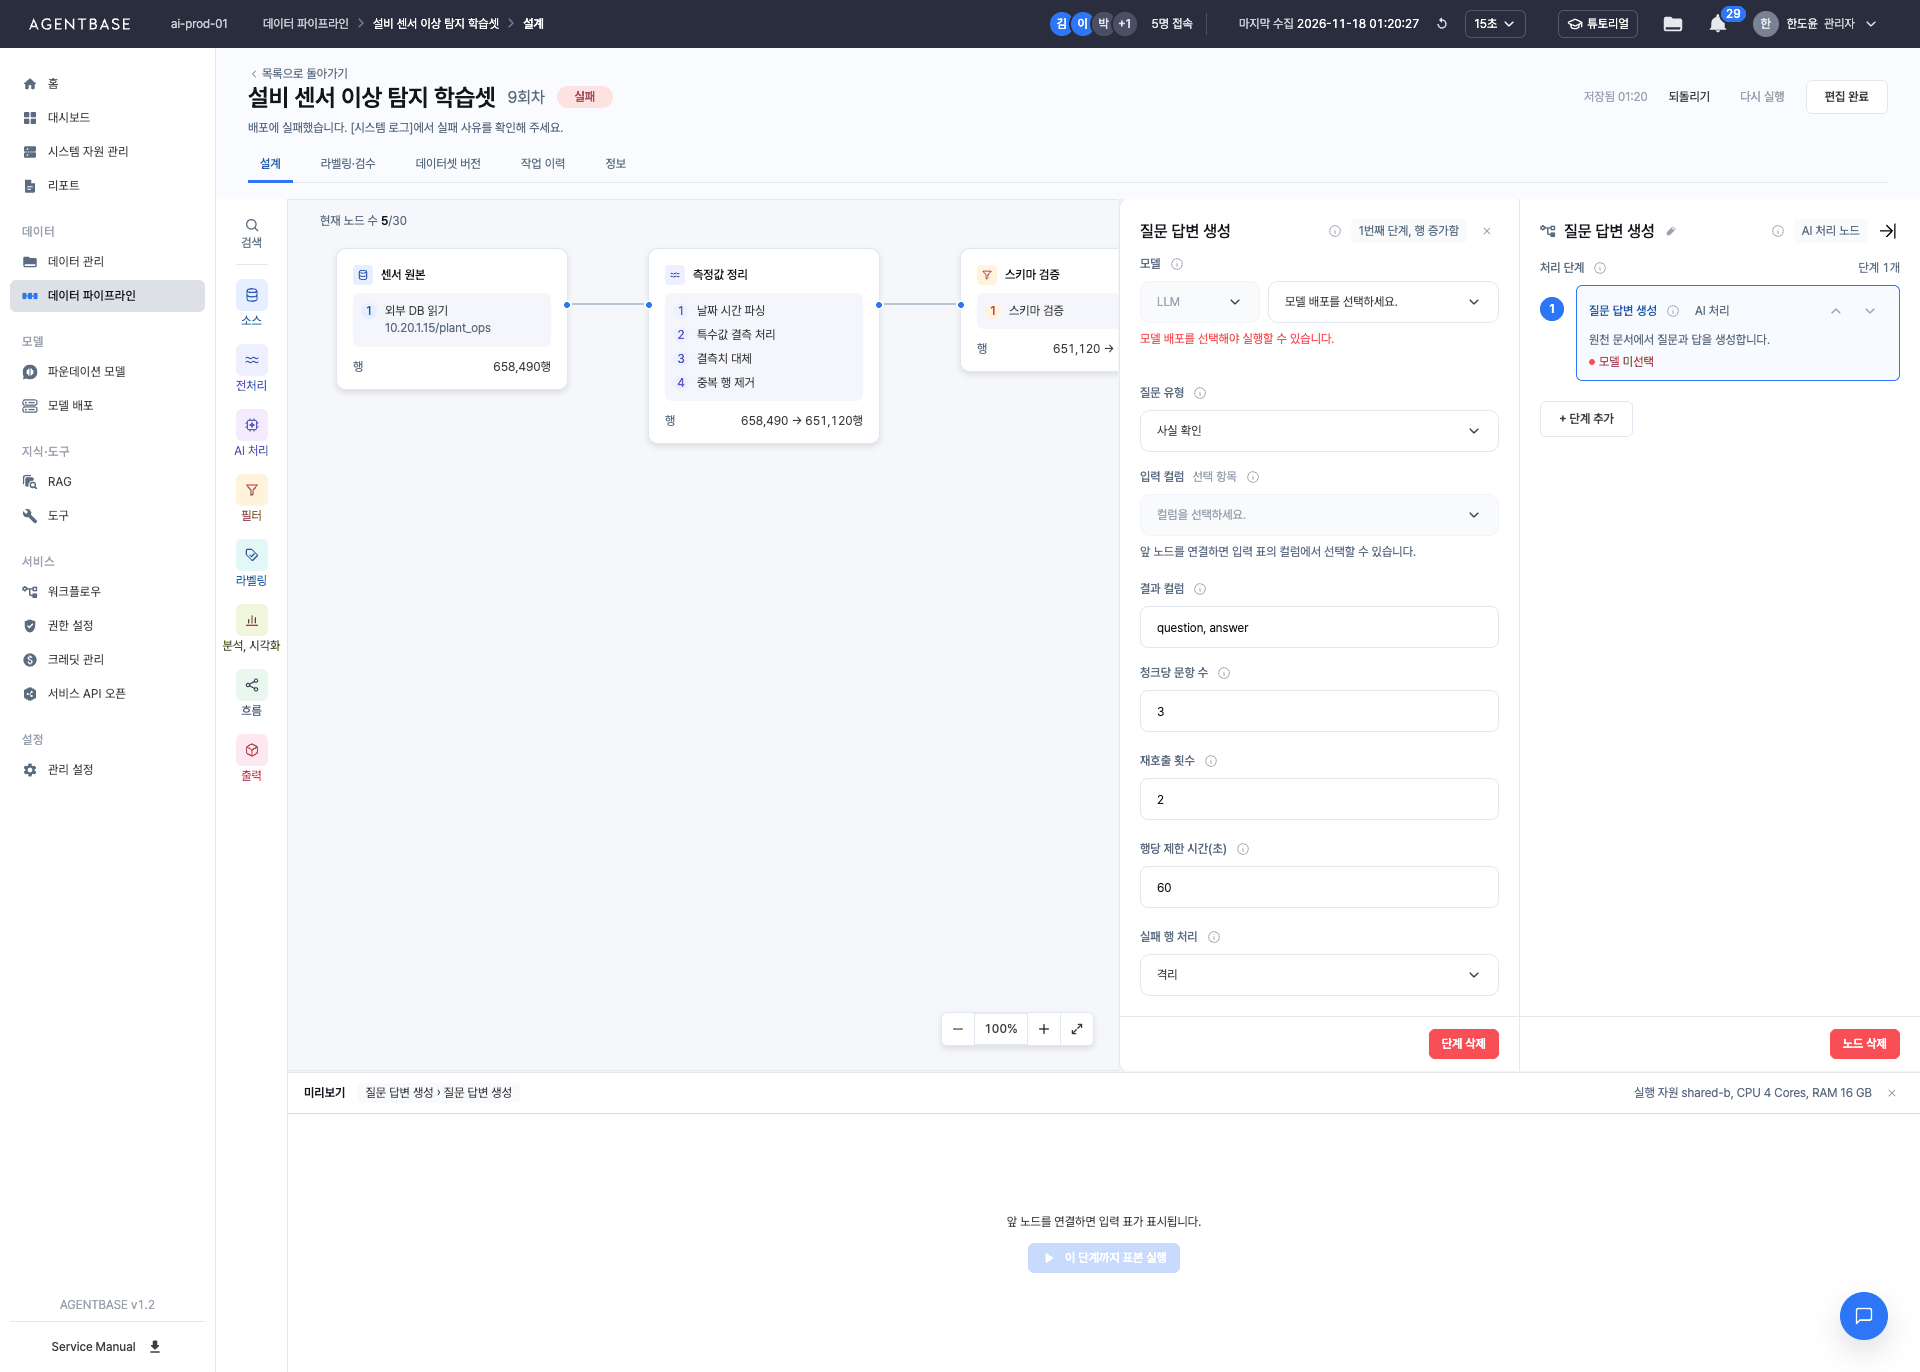 AGENTBASE
ai-prod-01
데이터 파이프라인 > 설비 센서 이상 탐지 학습셋 > 설계
김 이 박 +1 5명 접속
마지막 수집 2026-11-18 01:20:27
15초
튜토리얼
29
한 한도윤 관리자
홈
대시보드
시스템 자원 관리
리포트
데이터
데이터 관리
데이터 파이프라인
모델
파운데이션 모델
모델 배포
지식·도구
RAG
도구
서비스
워크플로우
권한 설정
크레딧 관리
서비스 API 오픈
설정
관리 설정
AGENTBASE v1.2
Service Manual
목록으로 돌아가기
설비 센서 이상 탐지 학습셋 9회차 실패
배포에 실패했습니다. [시스템 로그]에서 실패 사유를 확인해 주세요.
저장됨 01:20 되돌리기 다시 실행 편집 완료
설계 라벨링·검수 데이터셋 버전 작업 이력 정보
검색
소스
전처리
AI 처리
필터
라벨링
분석, 시각화
흐름
출력
현재 노드 수 5/30
센서 원본
1 외부 DB 읽기
10.20.1.15/plant_ops
행 658,490행
측정값 정리
1 날짜 시간 파싱
2 특수값 결측 처리
3 결측치 대체
4 중복 행 제거
행 658,490 → 651,120행
스키마 검증
1 스키마 검증
행 651,120 →
100%
질문 답변 생성
1번째 단계, 행 증가함
모델
LLM
모델 배포를 선택하세요.
모델 배포를 선택해야 실행할 수 있습니다.
질문 유형
사실 확인
입력 컬럼 선택 항목
컬럼을 선택하세요.
앞 노드를 연결하면 입력 표의 컬럼에서 선택할 수 있습니다.
결과 컬럼
question, answer
청크당 문항 수
3
재호출 횟수
2
행당 제한 시간(초)
60
실패 행 처리
격리
단계 삭제
질문 답변 생성
AI 처리 노드
처리 단계
단계 1개
1 질문 답변 생성 AI 처리
원천 문서에서 질문과 답을 생성합니다.
모델 미선택
+ 단계 추가
노드 삭제
미리보기 질문 답변 생성 › 질문 답변 생성
실행 자원 shared-b, CPU 4 Cores, RAM 16 GB
앞 노드를 연결하면 입력 표가 표시됩니다.
이 단계까지 표본 실행